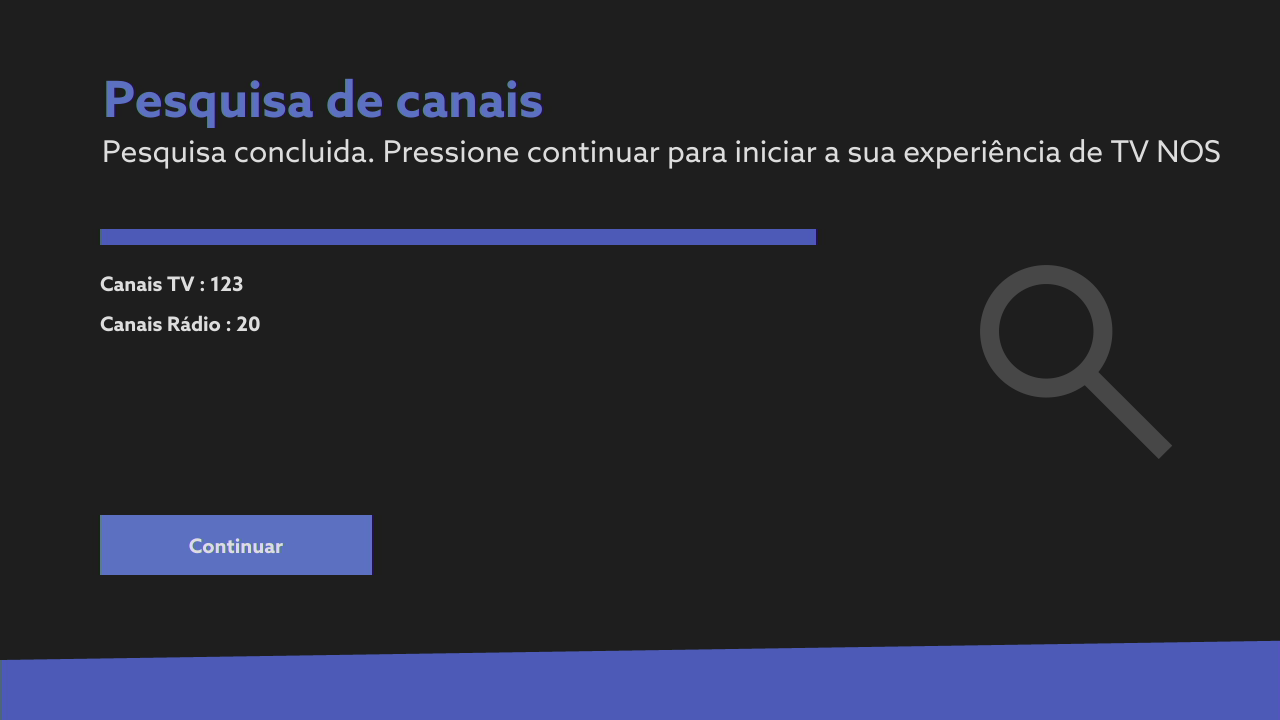 Pesquisa de canais
Pesquisa concluida. Pressione continuar para iniciar a sua experiência de TV NOS
Canais TV : 123
Canais Rádio : 20
Continuar